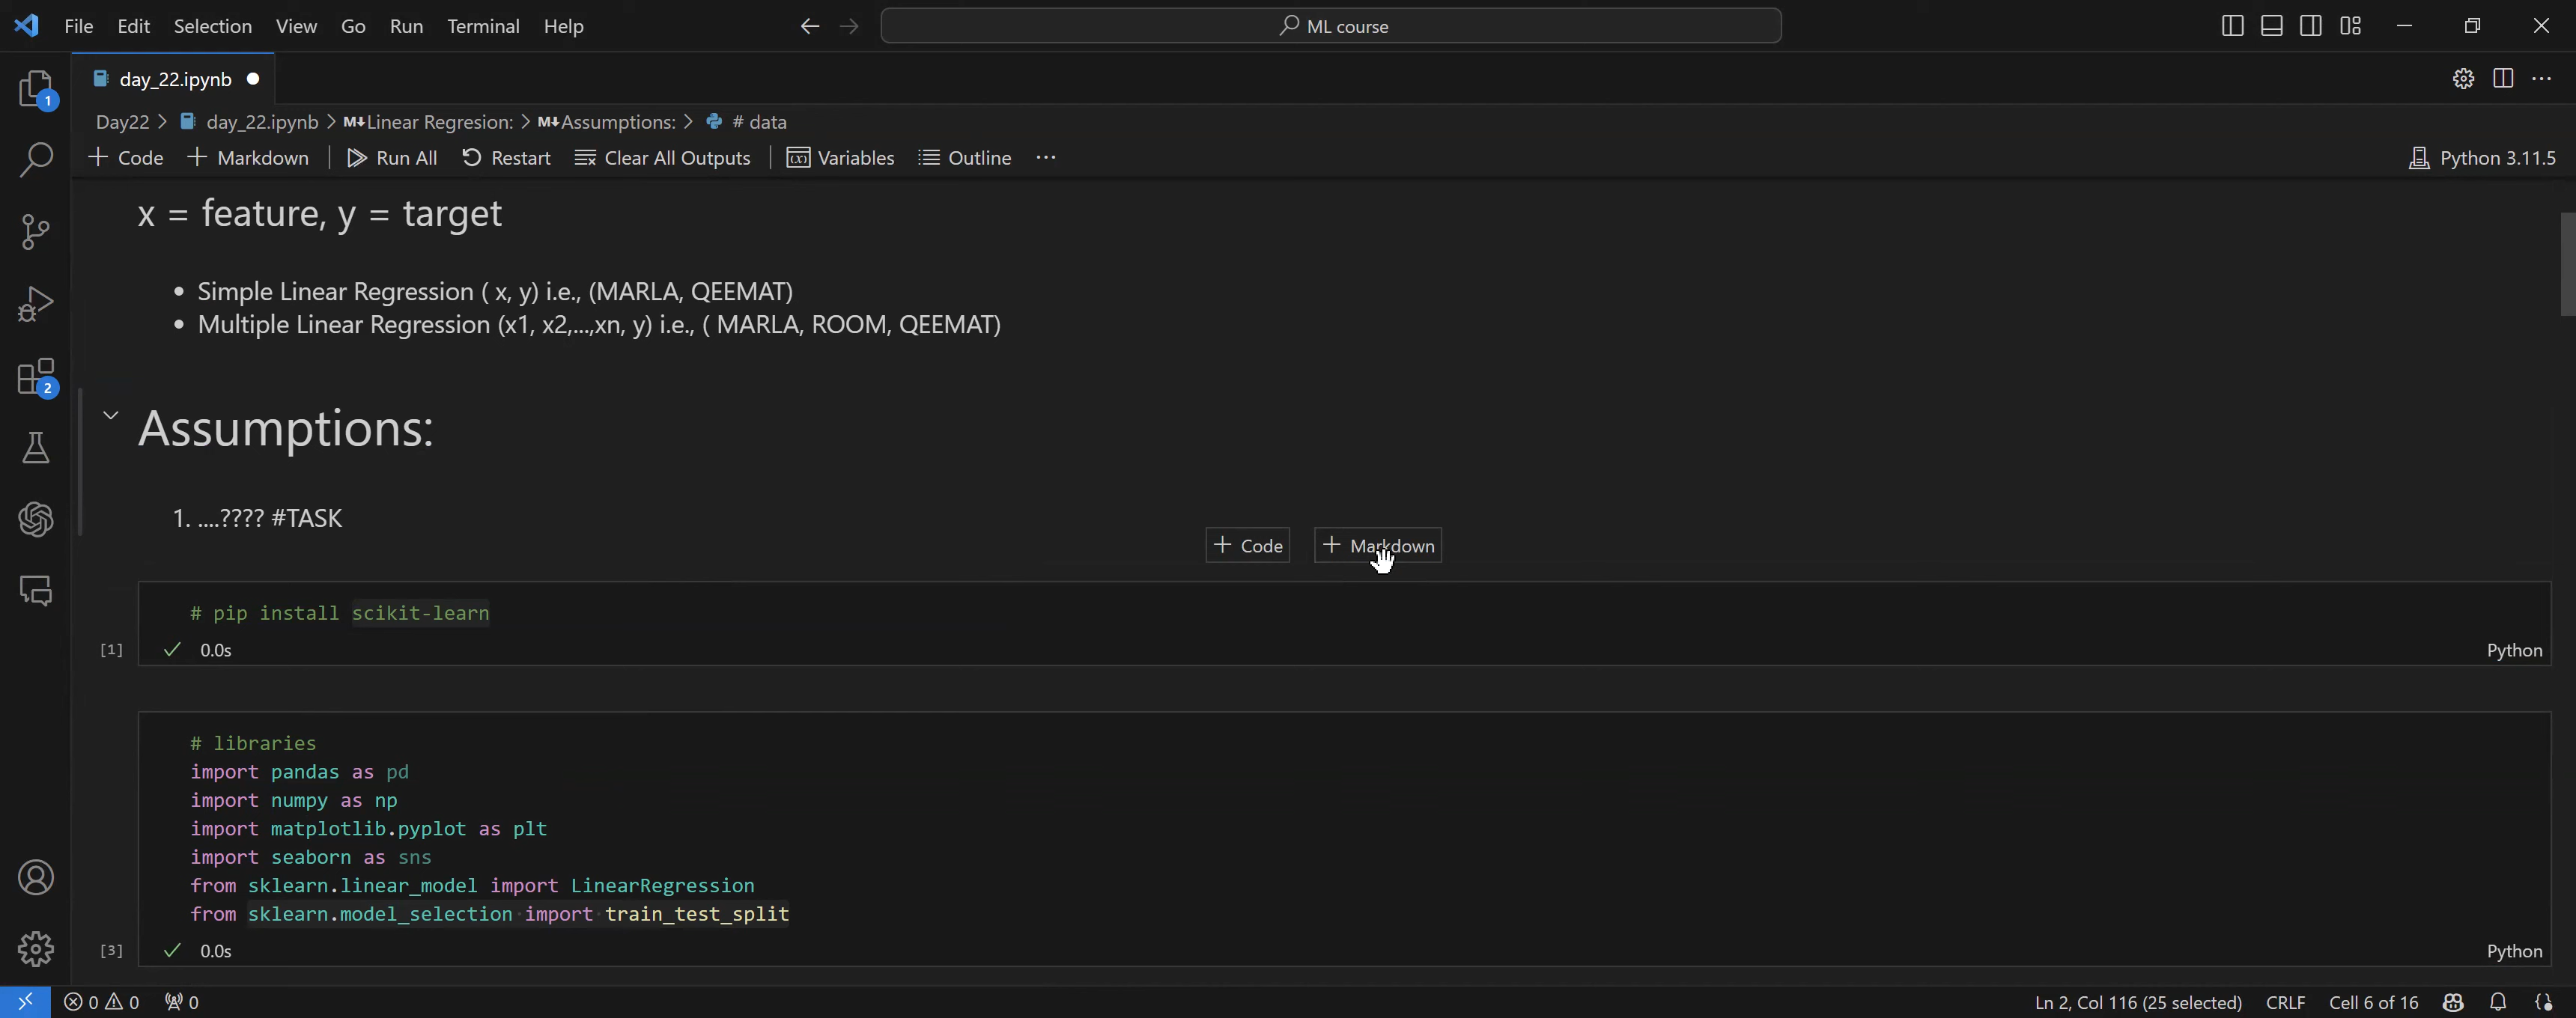 File Edit Selection View Go Run Terminal Help
ML course
day_22.ipynb
Day22 > day_22.ipynb > M↓Linear Regresion: > M↓Assumptions: > # data
+ Code + Markdown Run All Restart Clear All Outputs Variables Outline ... Python 3.11.5
1
x = feature, y = target
• Simple Linear Regression ( x, y) i.e., (MARLA, QEEMAT)
• Multiple Linear Regression (x1, x2,...,xn, y) i.e., ( MARLA, ROOM, QEEMAT)
2
Assumptions:
1. ....???? #TASK
+ Code + Markdown
# pip install scikit-learn
[1] ✓ 0.0s Python
# libraries
import pandas as pd
import numpy as np
import matplotlib.pyplot as plt
import seaborn as sns
from sklearn.linear_model import LinearRegression
from sklearn.model_selection import train_test_split
[3] ✓ 0.0s Python
0 0 0 Ln 2, Col 116 (25 selected) CRLF Cell 6 of 16